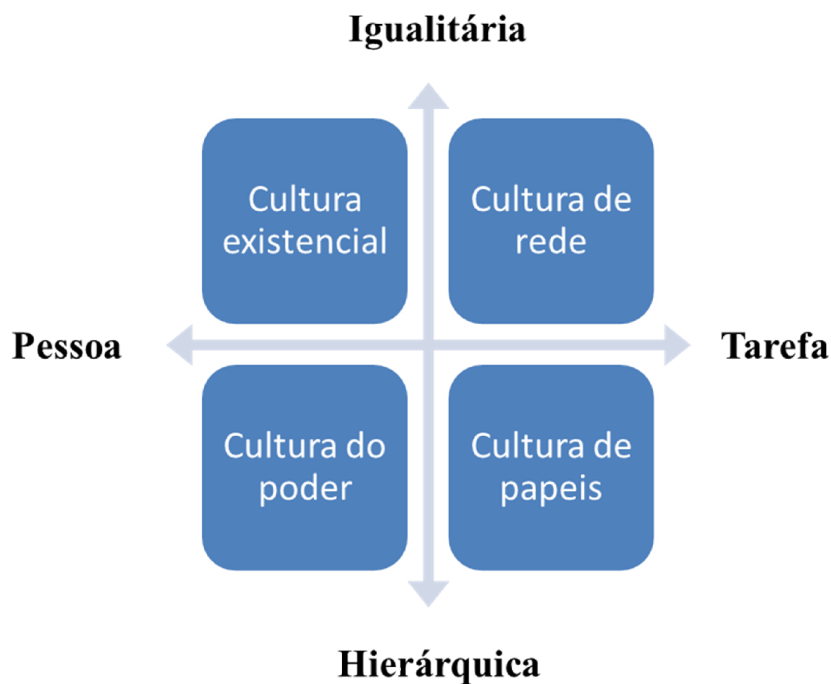 Igualitária
Cultura
existencial
Cultura de
rede
Pessoa
Tarefa
Cultura do
poder
Cultura de
papeis
Hierárquica